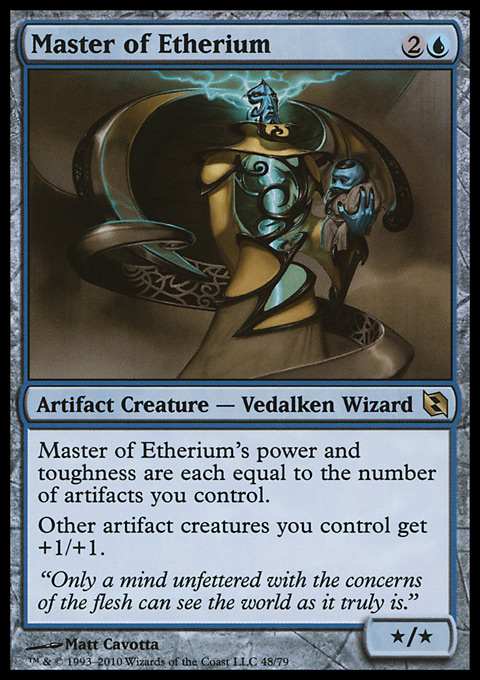 Master of Etherium 2
Artifact Creature — Vedalken Wizard
Master of Etherium's power and
toughness are each equal to the number
of artifacts you control.
Other artifact creatures you control get
+1/+1.
“Only a mind unfettered with the concerns
of the flesh can see the world as it truly is.”
★/★
Matt Cavotta
™ & © 1993–2010 Wizards of the Coast LLC 48/79